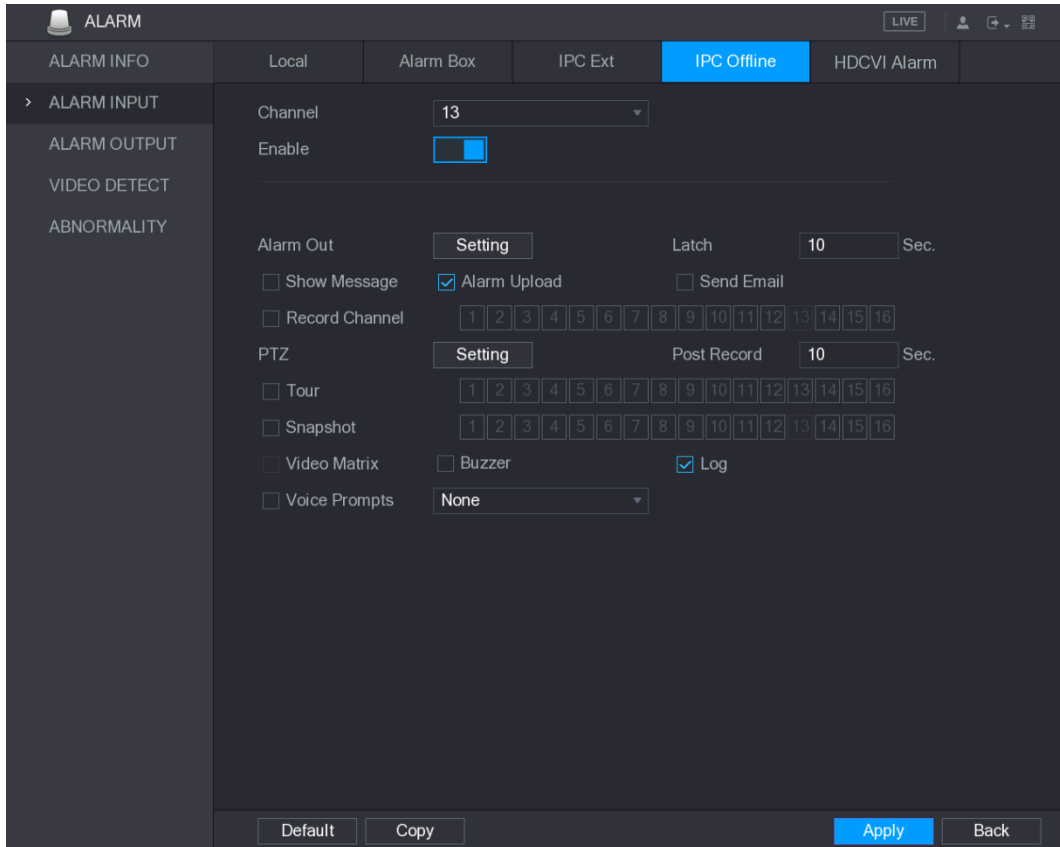 ALARM LIVE
ALARM INFO
ALARM INPUT
ALARM OUTPUT
VIDEO DETECT
ABNORMALITY
Local Alarm Box IPC Ext IPC Offline HDCVI Alarm
Channel 13
Enable
Alarm Out Setting Latch 10 Sec.
Show Message Alarm Upload Send Email
Record Channel 1 2 3 4 5 6 7 8 9 10 11 12 13 14 15 16
PTZ Setting Post Record 10 Sec.
Tour 1 2 3 4 5 6 7 8 9 10 11 12 13 14 15 16
Snapshot 1 2 3 4 5 6 7 8 9 10 11 12 13 14 15 16
Video Matrix Buzzer Log
Voice Prompts None
Default Copy Apply Back